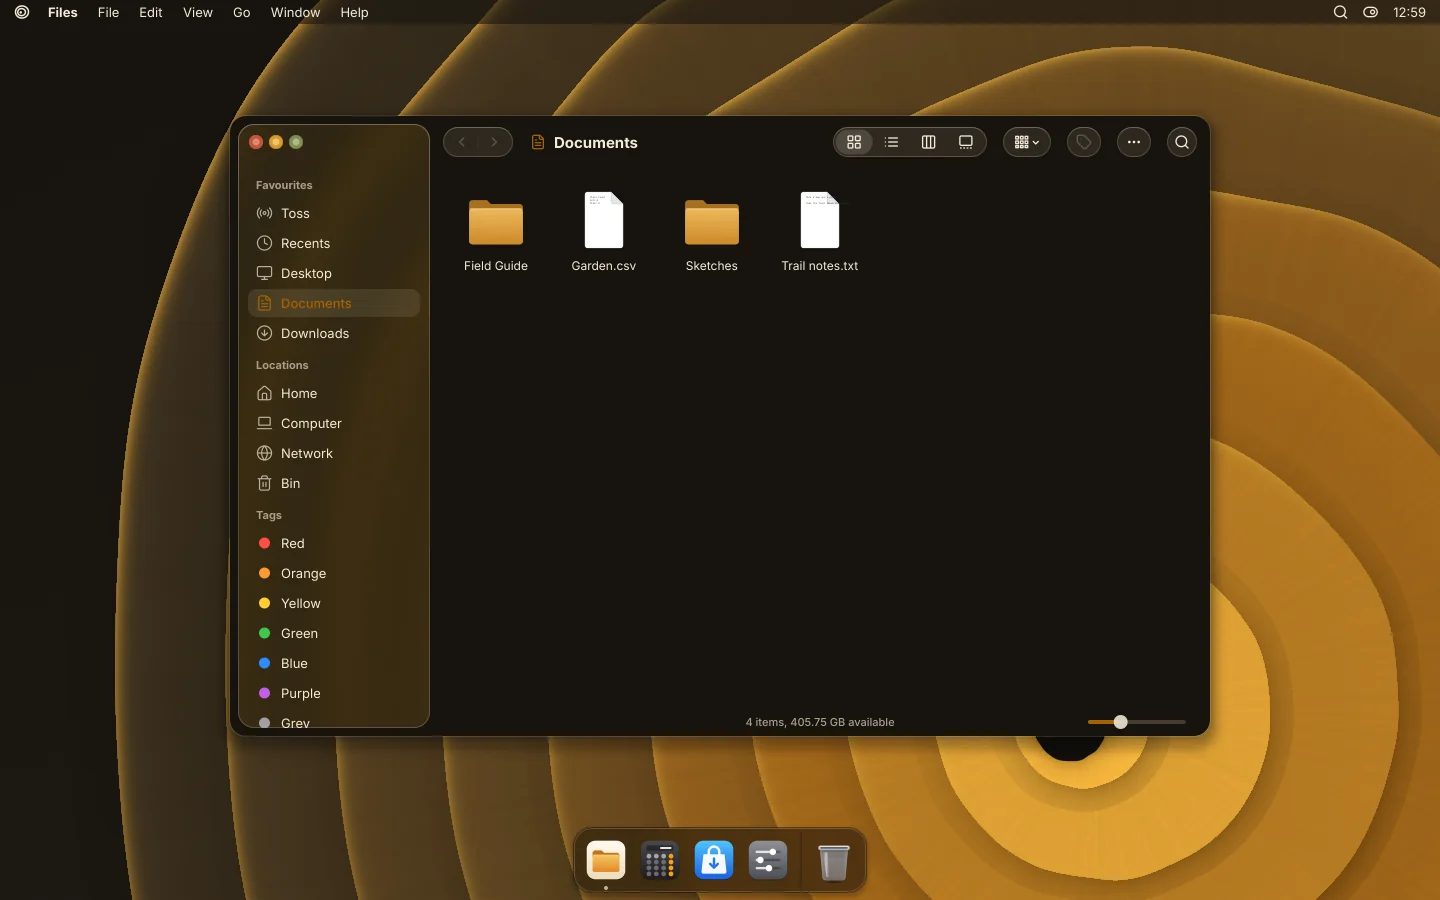 Files File Edit View Go Window Help 12:59
Documents
Favourites
Toss
Recents
Desktop
Documents
Downloads
Locations
Home
Computer
Network
Bin
Tags
Red
Orange
Yellow
Green
Blue
Purple
Grey
Field Guide Garden.csv Sketches Trail notes.txt
4 items, 405.75 GB available